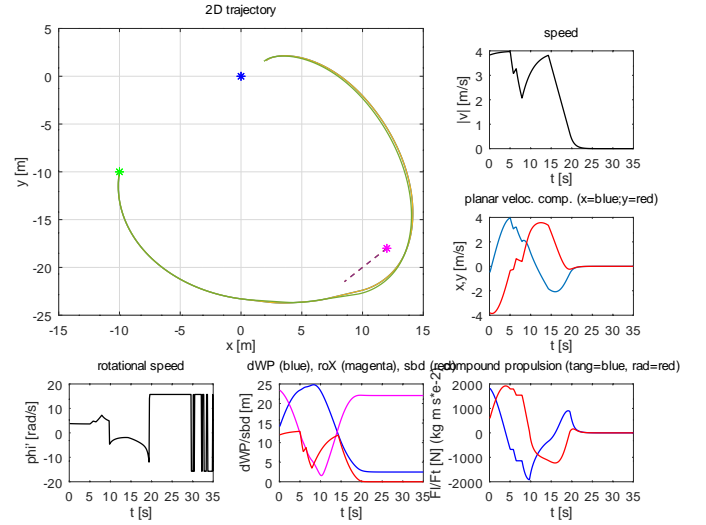 2D trajectory
5
0
-5
-10
-15
-20
-25
y [m]
-15 -10 -5 0 5 10 15
x [m]
speed
4
2
0
|v| [m/s]
0 5 10 15 20 25 30 35
t [s]
planar veloc. comp. (x=blue;y=red)
4
2
0
-2
-4
x,y [m/s]
0 5 10 15 20 25 30 35
t [s]
rotational speed
20
10
0
-10
-20
phi' [rad/s]
0 5 10 15 20 25 30 35
t [s]
dWP (blue), roX (magenta), sbd (red)
25
20
15
10
5
0
dWP/sbd [m]
0 5 10 15 20 25 30 35
t [s]
compound propulsion (tang=blue, rad=red)
2000
1000
0
-1000
-2000
Fl/Ft [N] (kg m s*e-2)
0 5 10 15 20 25 30 35
t [s]